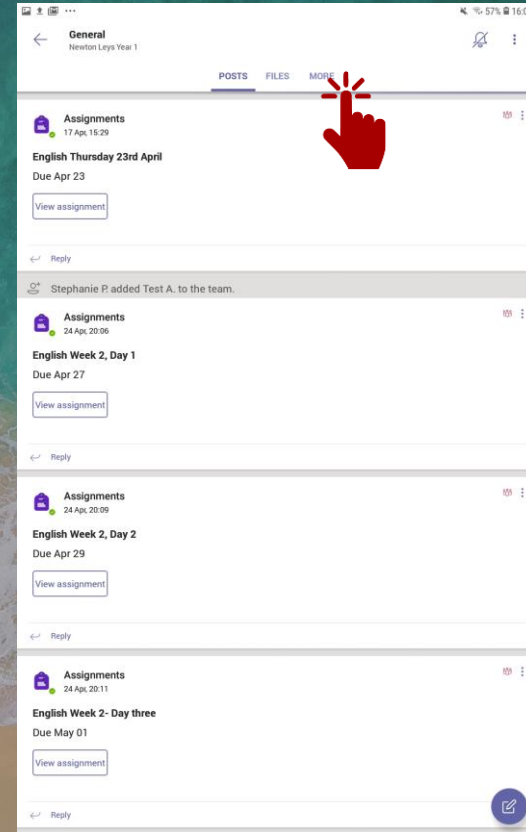 57% 16:0
General
Newton Leys Year 1
POSTS FILES MORE
Assignments
17 Apr, 15:29
English Thursday 23rd April
Due Apr 23
View assignment
Reply
Stephanie P. added Test A. to the team.
Assignments
24 Apr, 20:06
English Week 2, Day 1
Due Apr 27
View assignment
Reply
Assignments
24 Apr, 20:09
English Week 2, Day 2
Due Apr 29
View assignment
Reply
Assignments
24 Apr, 20:11
English Week 2- Day three
Due May 01
View assignment
Reply